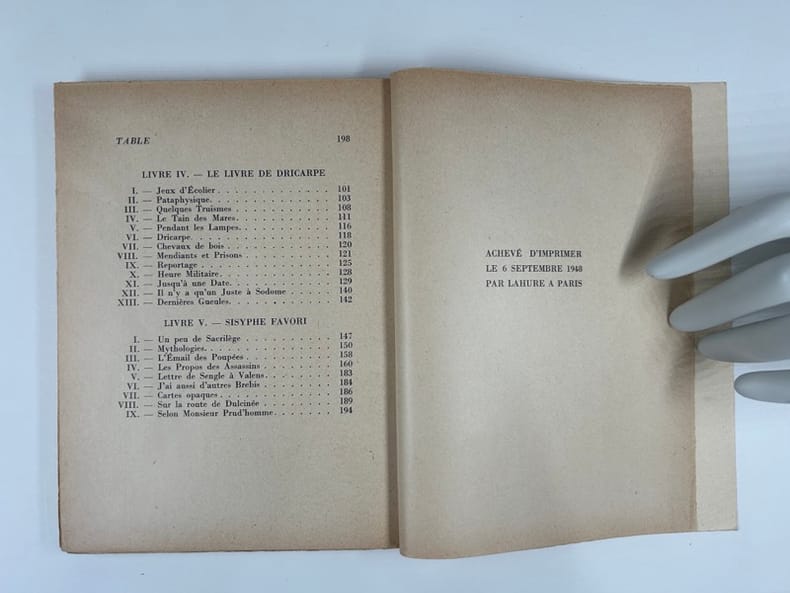 TABLE 198
LIVRE IV. — LE LIVRE DE DRICARPE
I. — Jeux d'Écolier . . . . . . . . . . . . . . 101
II. — Pataphysique. . . . . . . . . . . . . . 103
III. — Quelques Truismes . . . . . . . . . . . 108
IV. — Le Tain des Mares. . . . . . . . . . . 111
V. — Pendant les Lampes. . . . . . . . . . . 116
VI. — Dricarpe. . . . . . . . . . . . . . . . 118
VII. — Chevaux de bois . . . . . . . . . . . . 120
VIII. — Mendiants et Prisons . . . . . . . . . . 121
IX. — Reportage . . . . . . . . . . . . . . . 125
X. — Heure Militaire . . . . . . . . . . . . . 128
XI. — Jusqu'à une Date. . . . . . . . . . . . 129
XII. — Il n'y a qu'un Juste à Sodome . . . . . 140
XIII. — Dernières Gueules. . . . . . . . . . . . 142
LIVRE V. — SISYPHE FAVORI
I. — Un peu de Sacrilège . . . . . . . . . . 147
II. — Mythologies. . . . . . . . . . . . . . . 150
III. — L'Émail des Poupées . . . . . . . . . . 158
IV. — Les Propos des Assassins . . . . . . . . 160
V. — Lettre de Sengle à Valens. . . . . . . . 183
VI. — J'ai aussi d'autres Brebis . . . . . . . . 184
VII. — Cartes opaques . . . . . . . . . . . . . 186
VIII. — Sur la route de Dulcinée . . . . . . . . 189
IX. — Selon Monsieur Prud'homme. . . . . . . 194
ACHEVÉ D'IMPRIMER
LE 6 SEPTEMBRE 1948
PAR LAHURE A PARIS